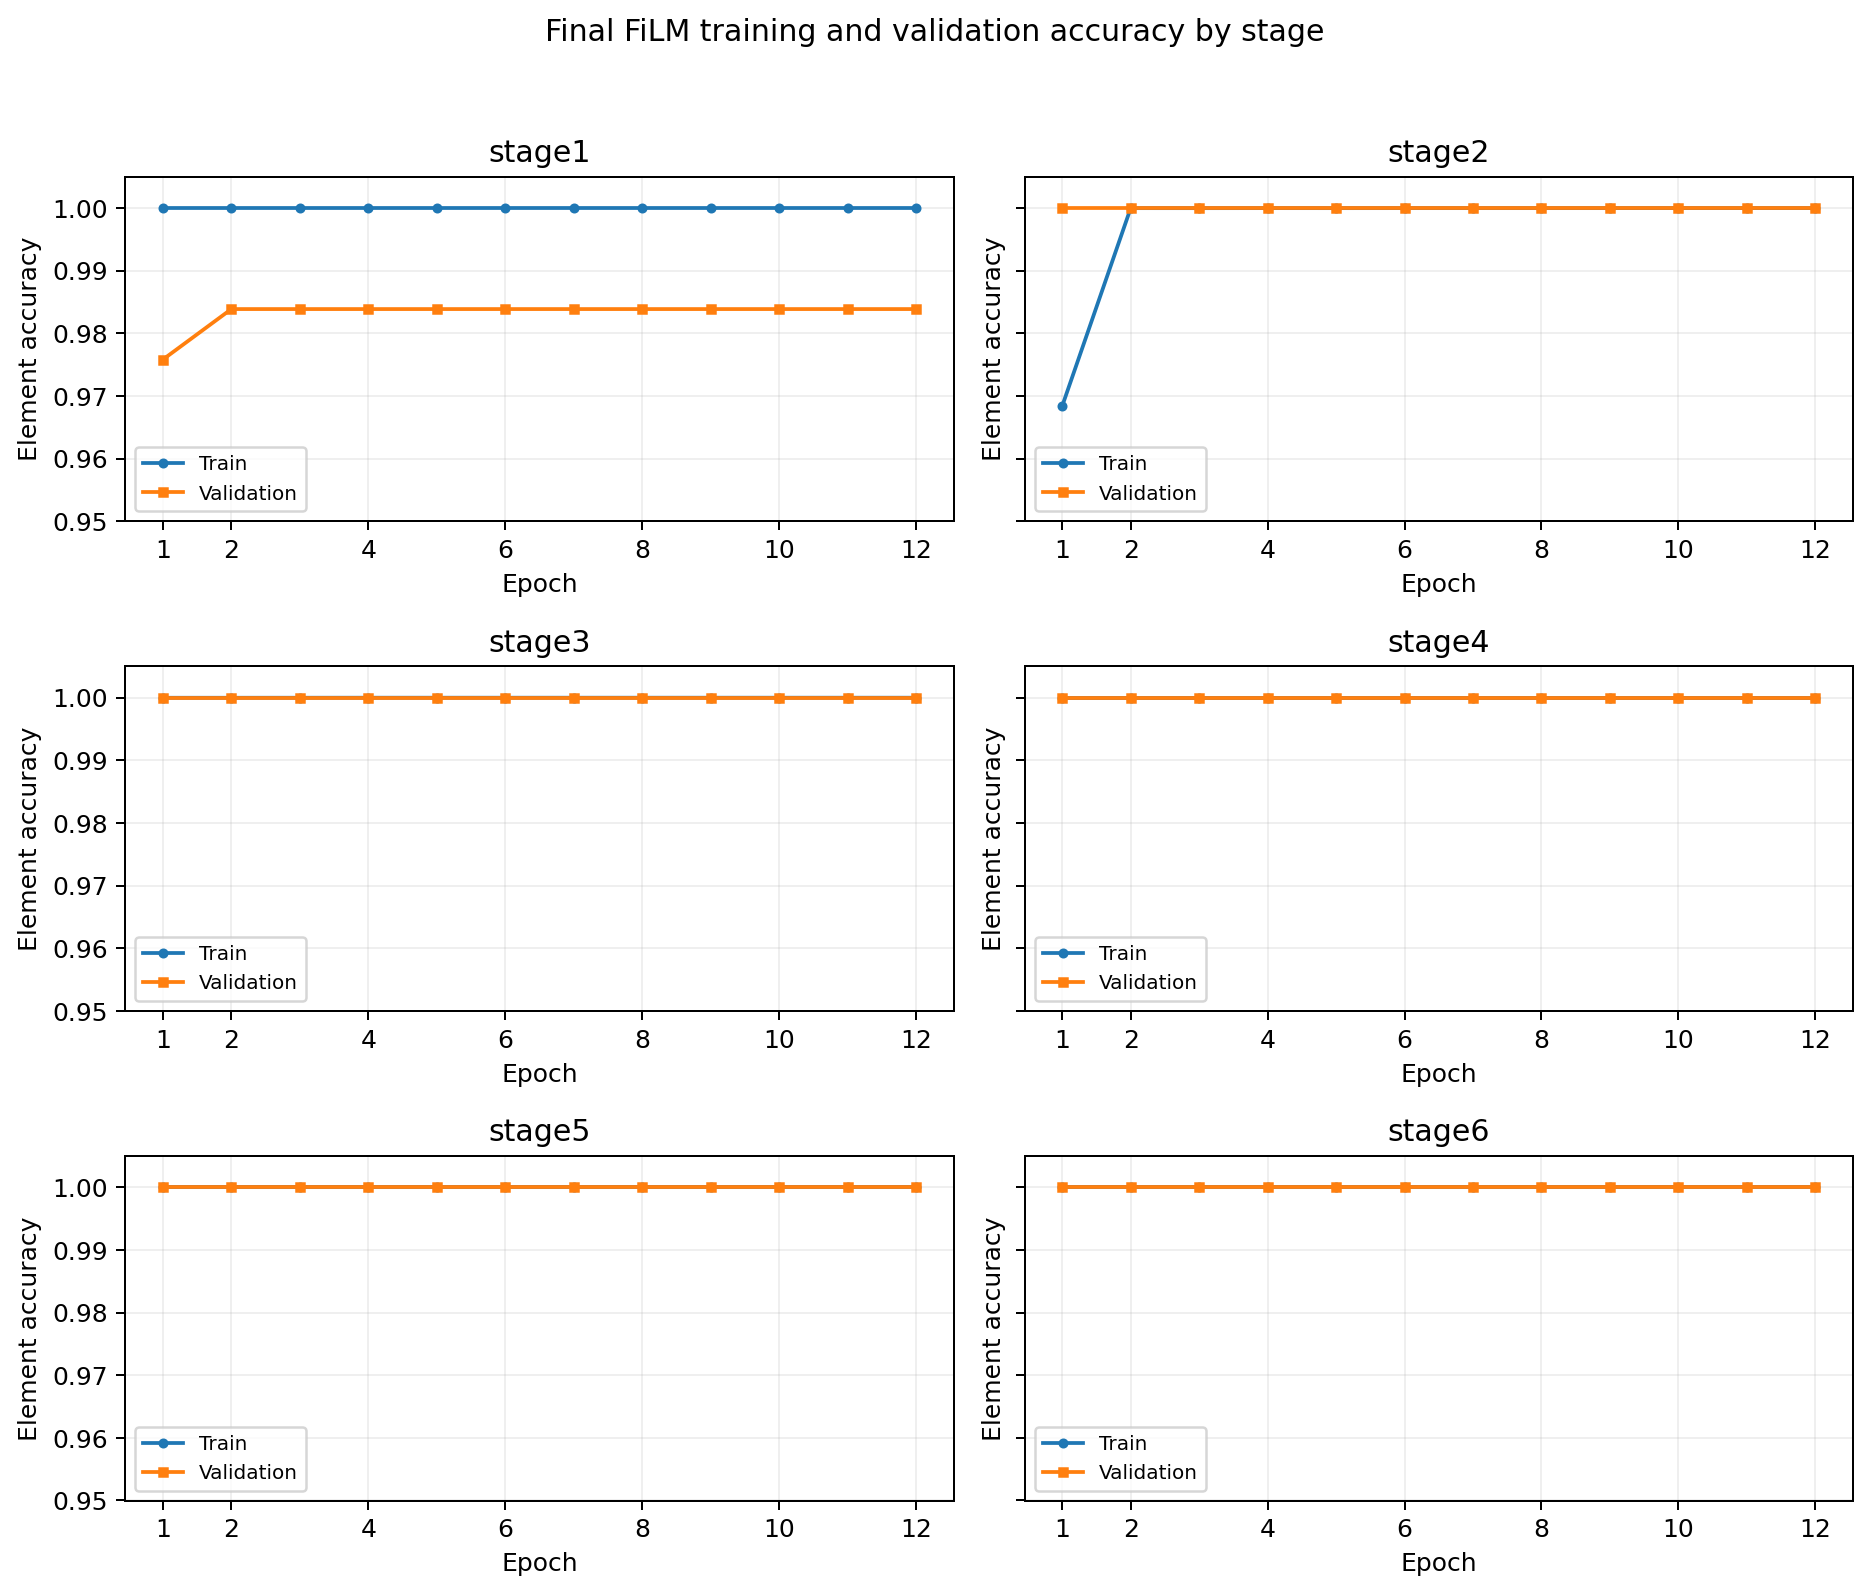 Final FiLM training and validation accuracy by stage
stage1
1.00
0.99
0.98
0.97
0.96
0.95
Element accuracy
Train
Validation
1 2 4 6 8 10 12
Epoch
stage2
Element accuracy
Train
Validation
1 2 4 6 8 10 12
Epoch
stage3
1.00
0.99
0.98
0.97
0.96
0.95
Element accuracy
Train
Validation
1 2 4 6 8 10 12
Epoch
stage4
Element accuracy
Train
Validation
1 2 4 6 8 10 12
Epoch
stage5
1.00
0.99
0.98
0.97
0.96
0.95
Element accuracy
Train
Validation
1 2 4 6 8 10 12
Epoch
stage6
Element accuracy
Train
Validation
1 2 4 6 8 10 12
Epoch